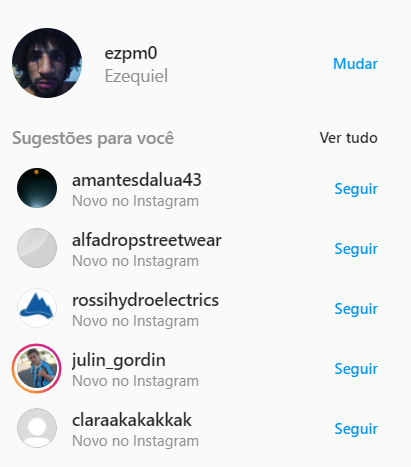 ezpm0
Ezequiel
Mudar
Sugestões para você
Ver tudo
amantesdalua43
Novo no Instagram
Seguir
alfadropstreetwear
Novo no Instagram
Seguir
rossihydroelectrics
Novo no Instagram
Seguir
julin_gordin
Novo no Instagram
Seguir
claraakakakkak
Novo no Instagram
Seguir